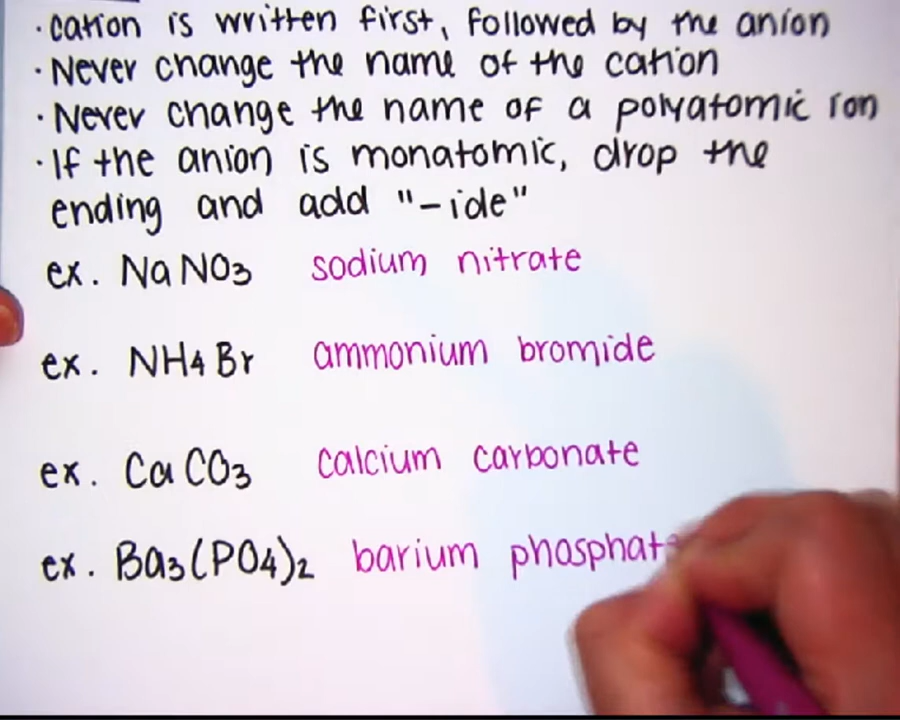 · cation is written first, followed by the anion
· Never change the name of the cation
· Never change the name of a polyatomic ion
· If the anion is monatomic, drop the
ending and add "-ide"
ex. NaNO3 sodium nitrate
ex. NH4Br ammonium bromide
ex. CaCO3 calcium carbonate
ex. Ba3(PO4)2 barium phosphat